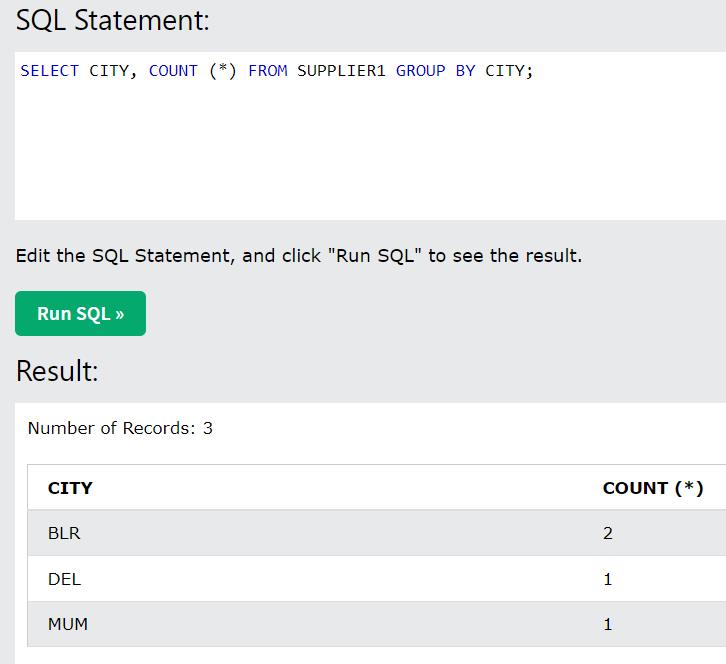 SQL Statement:
SELECT CITY, COUNT (*) FROM SUPPLIER1 GROUP BY CITY;
Edit the SQL Statement, and click "Run SQL" to see the result.
Run SQL »
Result:
Number of Records: 3
CITY COUNT (*)
BLR 2
DEL 1
MUM 1